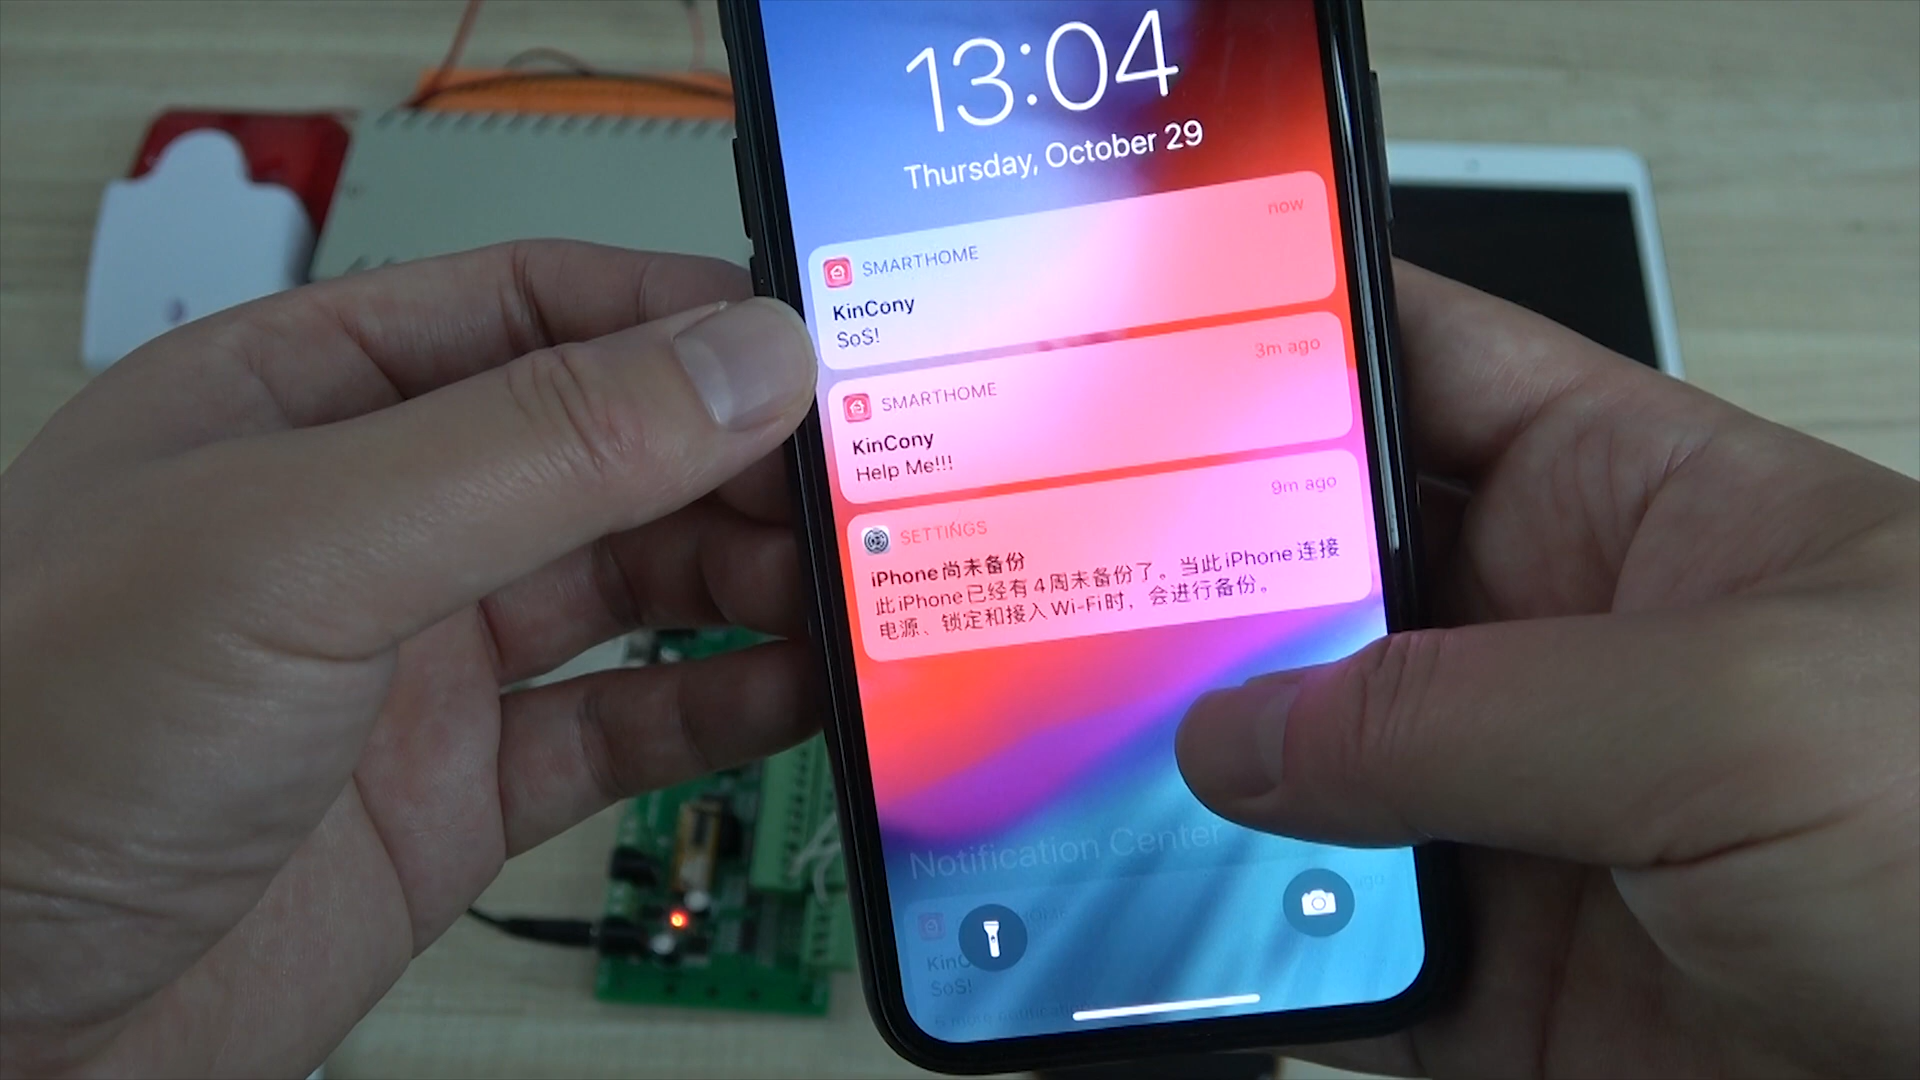 13:04
Thursday, October 29
SMARTHOME
now
KinCony
SoS!
SMARTHOME
3m ago
KinCony
Help Me!!!
SETTINGS
9m ago
iPhone尚未备份
此iPhone已经有4周未备份了。当此iPhone连接
电源、锁定和接入Wi-Fi时，会进行备份。
Notification Center
ago
SoS!